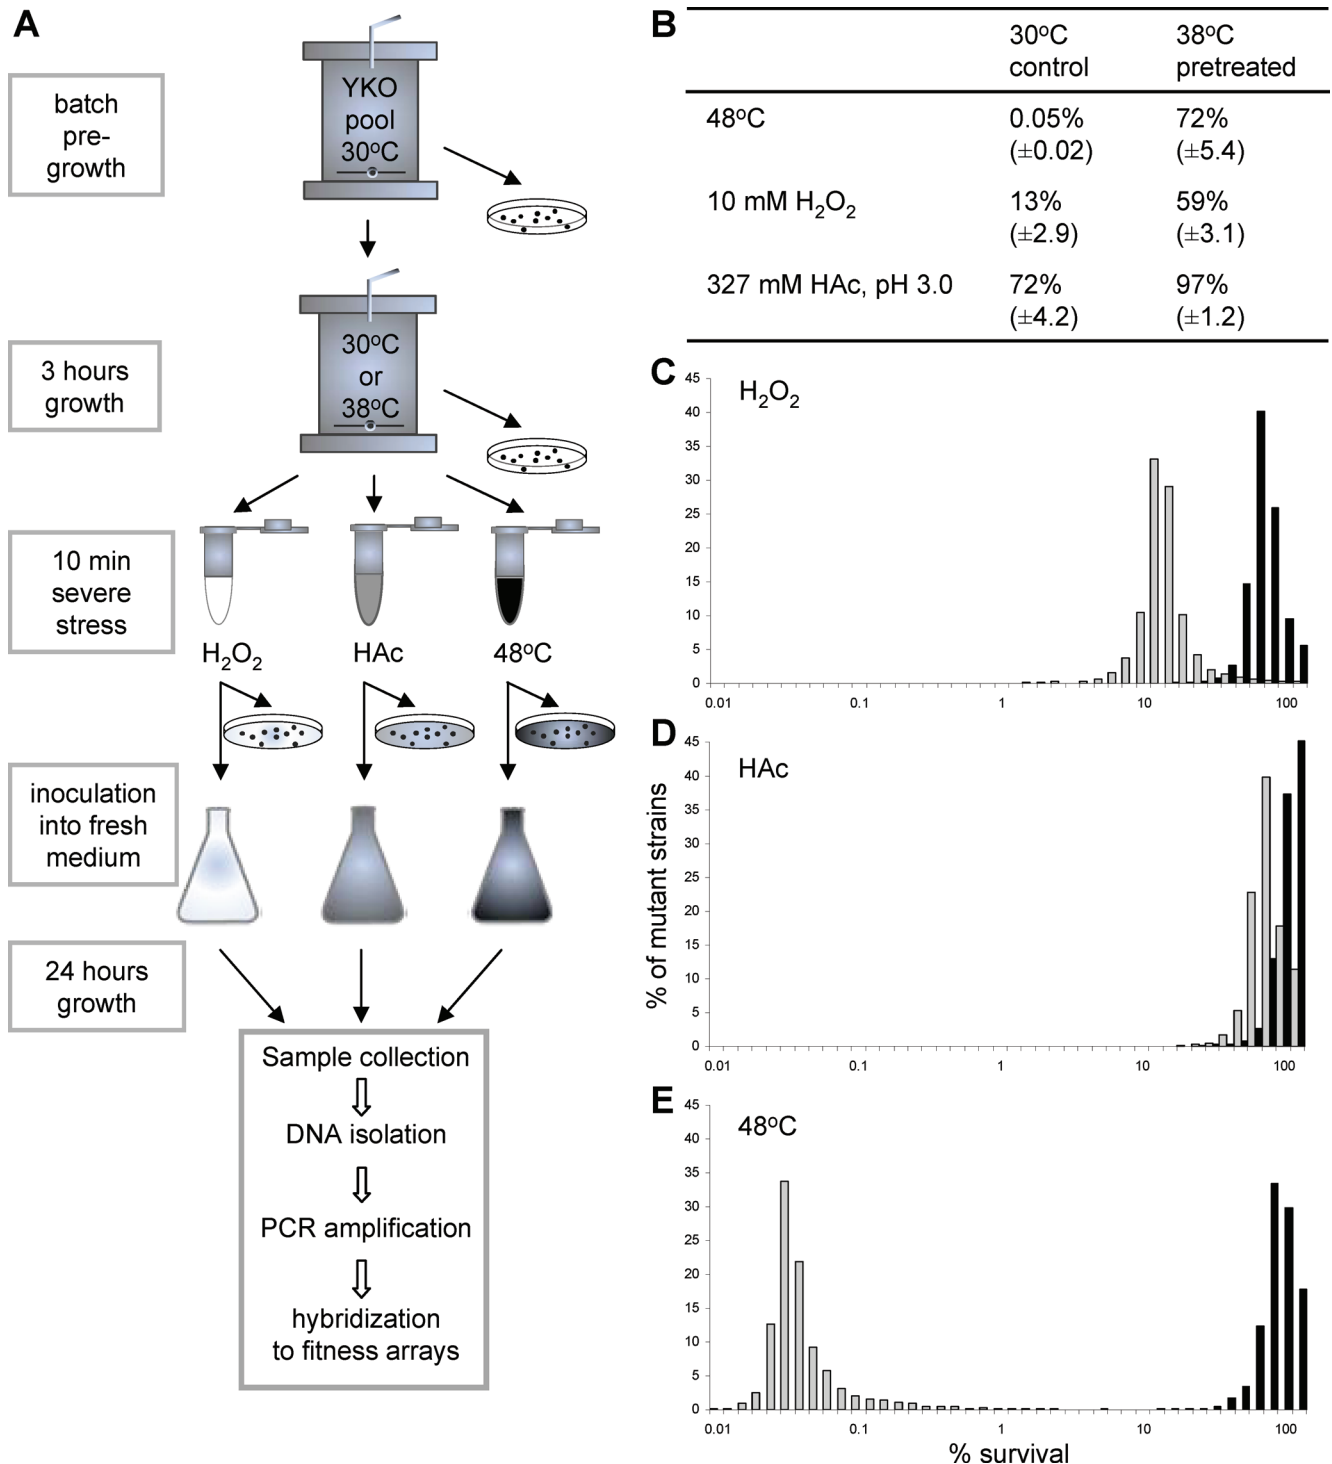 A
batch
pre-
growth
YKO
pool
30°C
3 hours
growth
30°C
or
38°C
10 min
severe
stress
H₂O₂
HAc
48°C
inoculation
into fresh
medium
24 hours
growth
Sample collection
DNA isolation
PCR amplification
hybridization
to fitness arrays
B
30°C
control
38°C
pretreated
48°C
0.05%
(±0.02)
72%
(±5.4)
10 mM H₂O₂
13%
(±2.9)
59%
(±3.1)
327 mM HAc, pH 3.0
72%
(±4.2)
97%
(±1.2)
C
H₂O₂
45
40
35
30
25
20
15
10
5
0
0.01
0.1
1
10
100
D
HAc
% of mutant strains
45
40
35
30
25
20
15
10
5
0
0.01
0.1
1
10
100
E
48°C
45
40
35
30
25
20
15
10
5
0
0.01
0.1
1
10
100
% survival